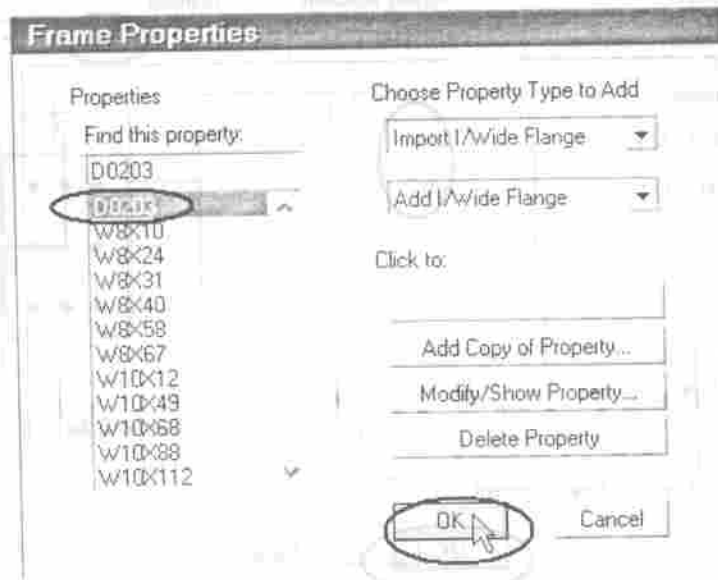 Frame Properties
Properties
Find this property:
D0203
W8X10
W8X24
W8X31
W8X40
W8X58
W8X67
W10X12
W10X49
W10X68
W10X88
W10X112
Choose Property Type to Add
Import I/Wide Flange
Add I/Wide Flange
Click to:
Add Copy of Property...
Modify/Show Property...
Delete Property
OK
Cancel